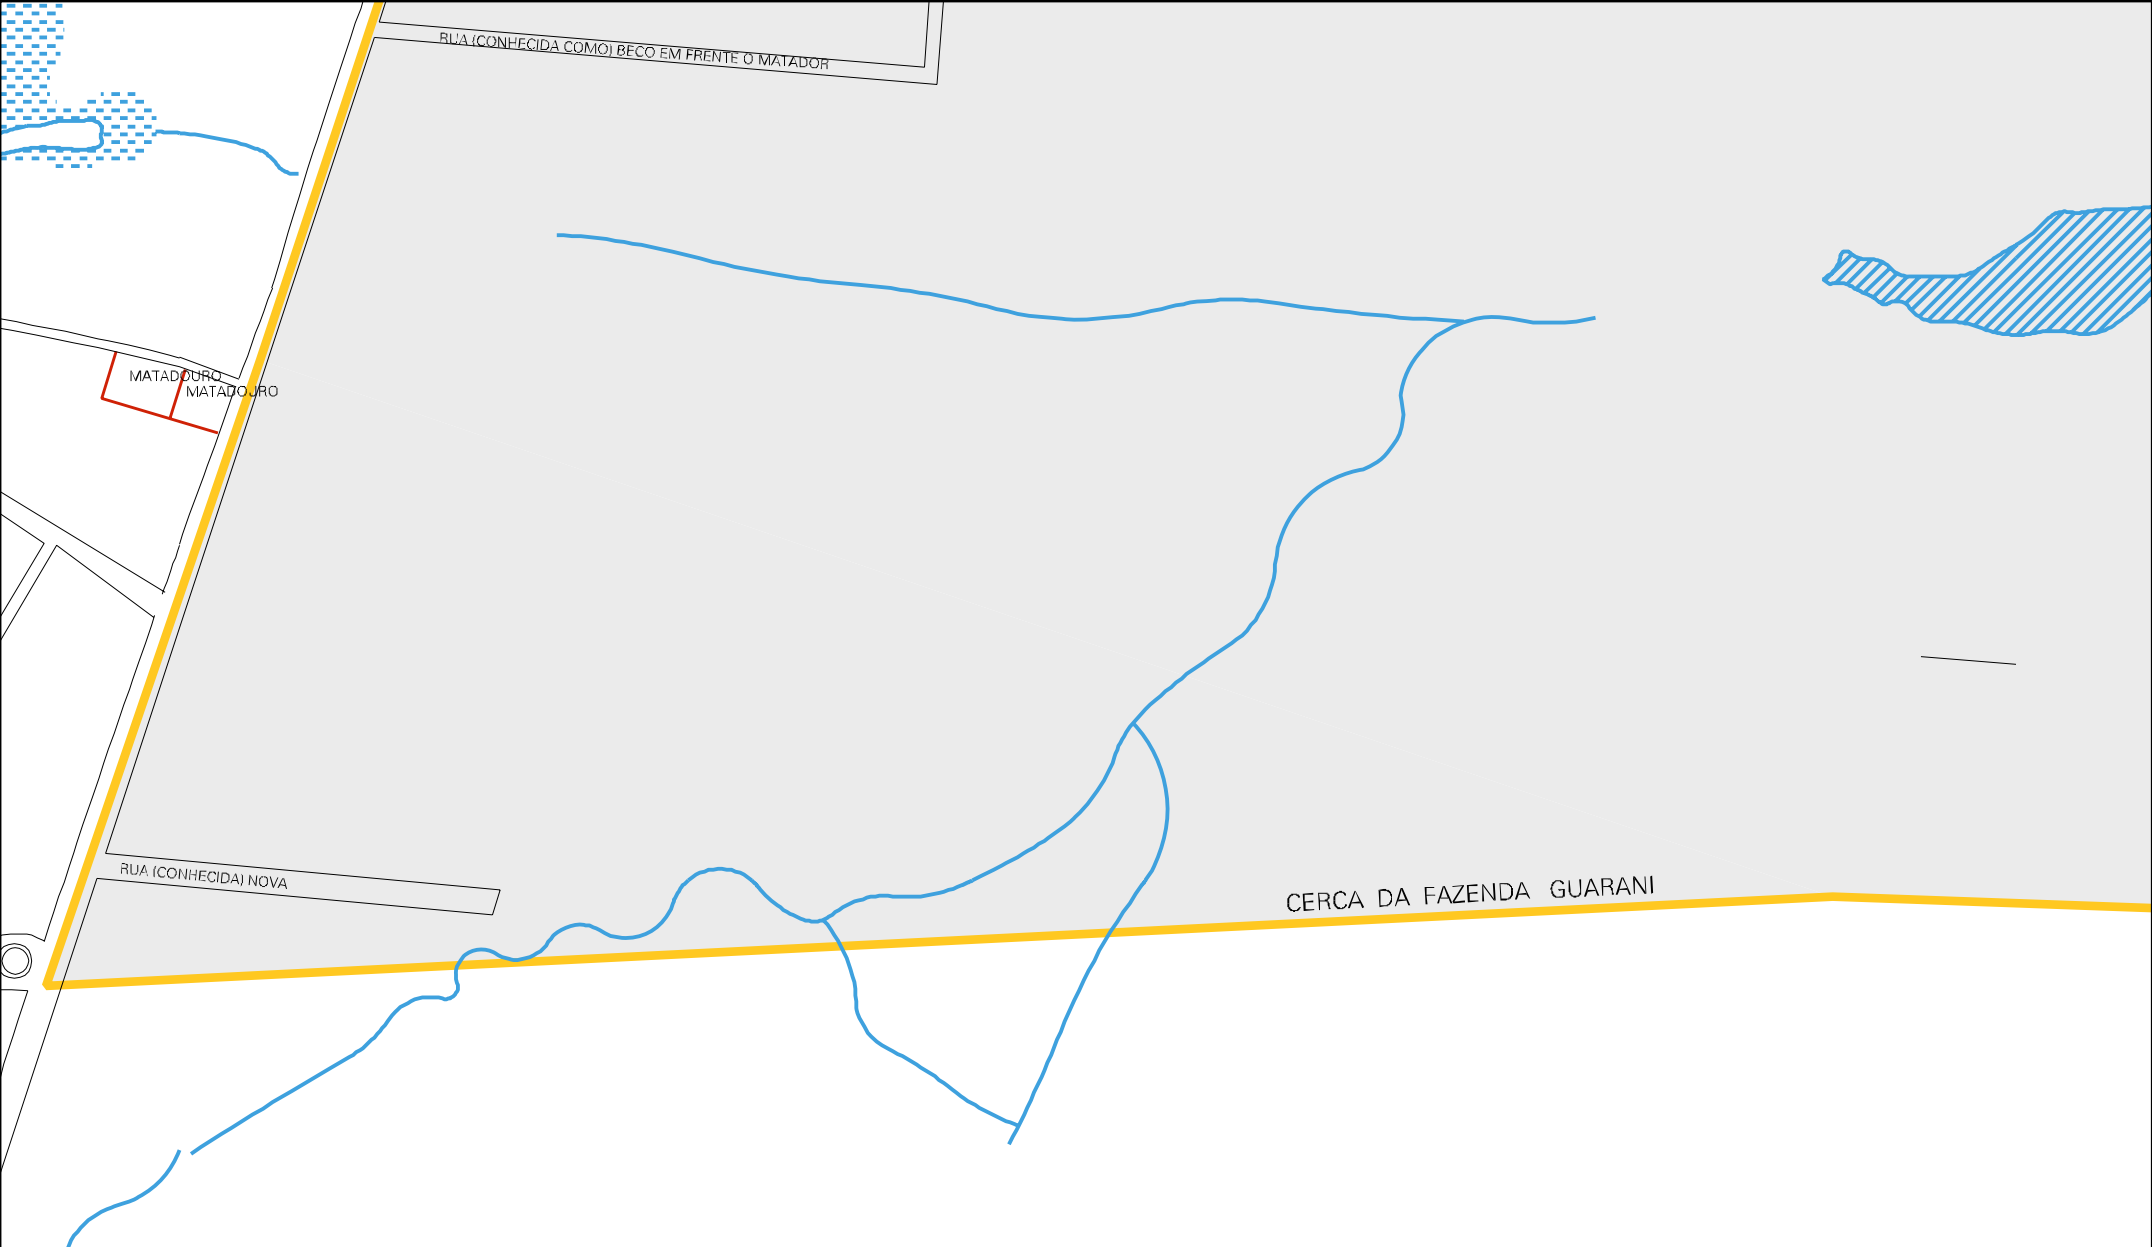 RUA (CONHECIDA COMO) BECO EM FRENTE O MATADOR
MATADOURO
MATADOURO
RUA (CONHECIDA) NOVA
CERCA DA FAZENDA GUARANI